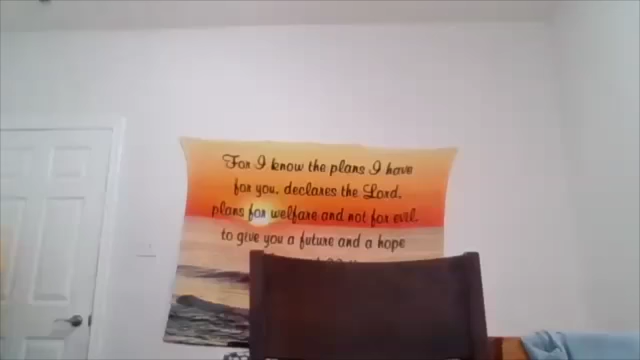 For I know the plans I have
for you, declares the Lord,
plans for welfare and not for evil,
to give you a future and a hope